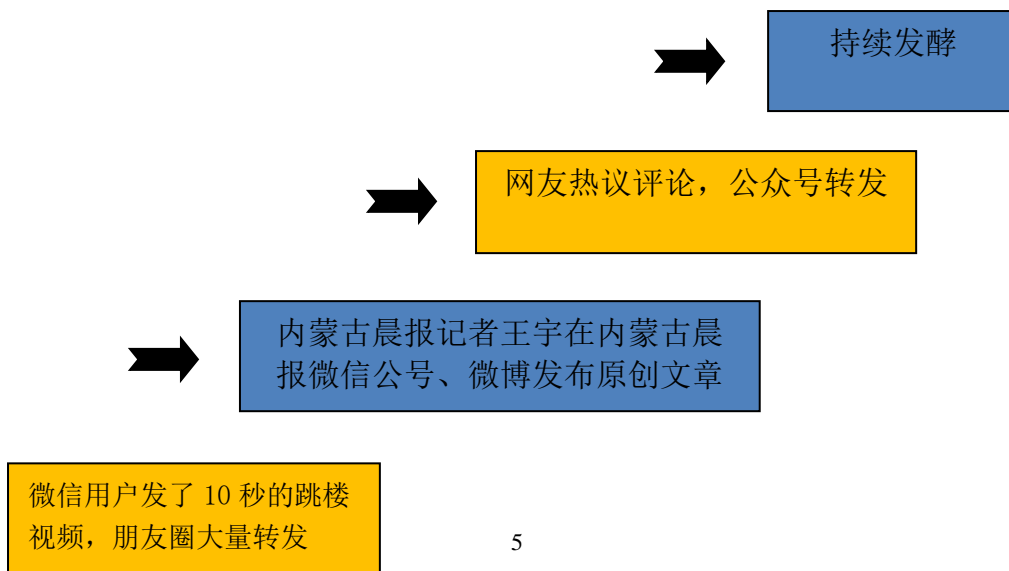 持续发酵
网友热议评论，公众号转发
内蒙古晨报记者王宇在内蒙古晨
报微信公号、微博发布原创文章
微信用户发了 10 秒的跳楼
视频，朋友圈大量转发
5